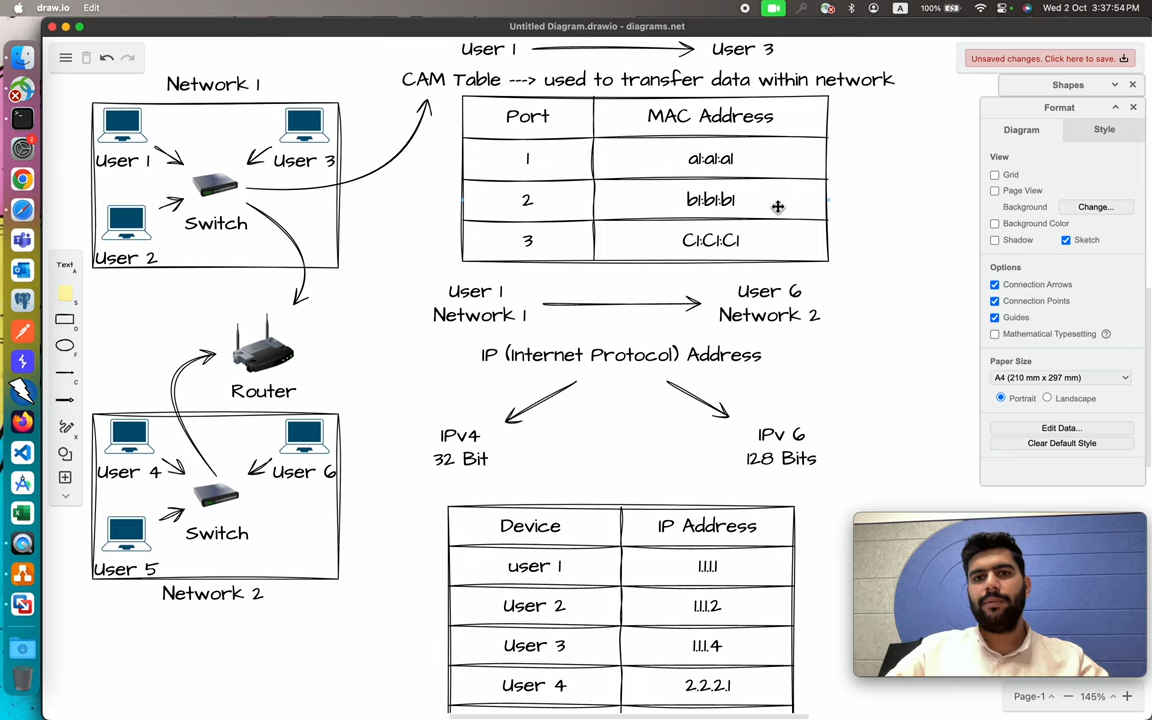 draw.io Edit
A
100%
Wed 2 Oct 3:37:54 PM
Untitled Diagram.drawio - diagrams.net
Unsaved changes. Click here to save.
User 1
User 3
CAM Table ---> used to transfer data within network
Port
MAC Address
1
a1:a1:a1
2
b1:b1:b1
3
C1:C1:C1
Network 1
User 1
User 3
Switch
User 2
Router
User 4
User 6
Switch
User 5
Network 2
User 1
Network 1
User 6
Network 2
IP (Internet Protocol) Address
IPv4
32 Bit
IPv 6
128 Bits
Device
IP Address
user 1
1.1.1.1
User 2
1.1.1.2
User 3
1.1.1.4
User 4
2.2.2.1
Text
Shapes
Format
Diagram
Style
View
Grid
Page View
Background
Change...
Background Color
Shadow
Sketch
Options
Connection Arrows
Connection Points
Guides
Mathematical Typesetting
Paper Size
A4 (210 mm x 297 mm)
Portrait
Landscape
Edit Data...
Clear Default Style
Page-1
145%